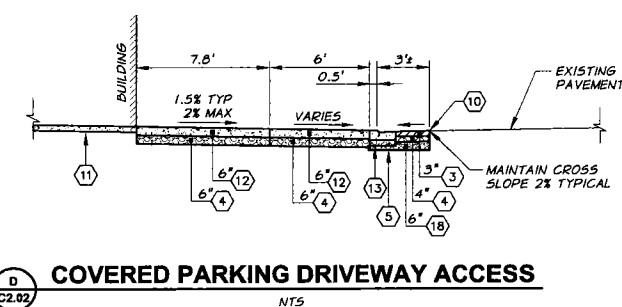 BUILDING
7.8'
6'
3'±
0.5'
1.5% TYP
2% MAX
VARIES
10
EXISTING
PAVEMENT
11
6" 12
6" 4
6" 12
6" 4
13
5
3" 3
4" 4
6" 18
MAINTAIN CROSS
SLOPE 2% TYPICAL
D
C2.02
COVERED PARKING DRIVEWAY ACCESS
NTS